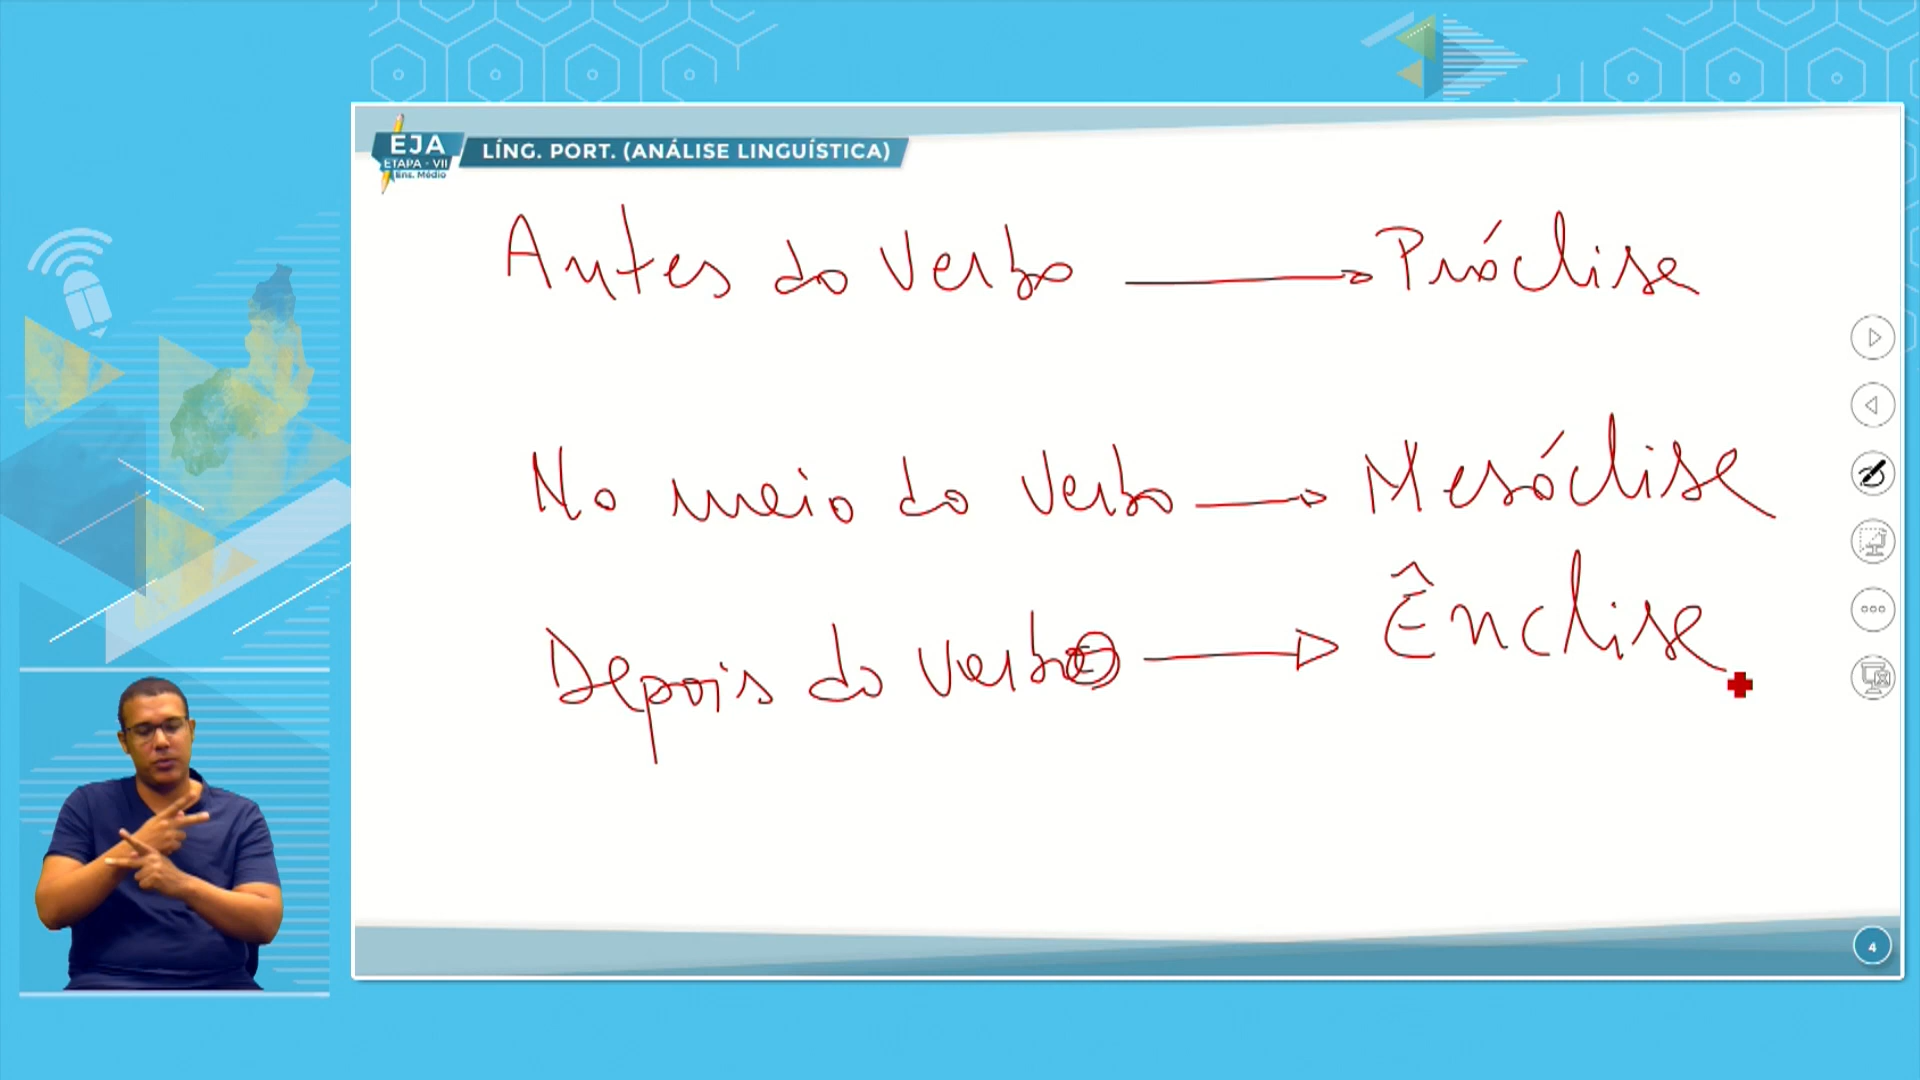 EJA
ETAPA - VII
Ens. Médio
LÍNG. PORT. (ANÁLISE LINGUÍSTICA)
Antes do verbo → Próclise
No meio do verbo → Mesóclise
Depois do verbo → Ênclise
4